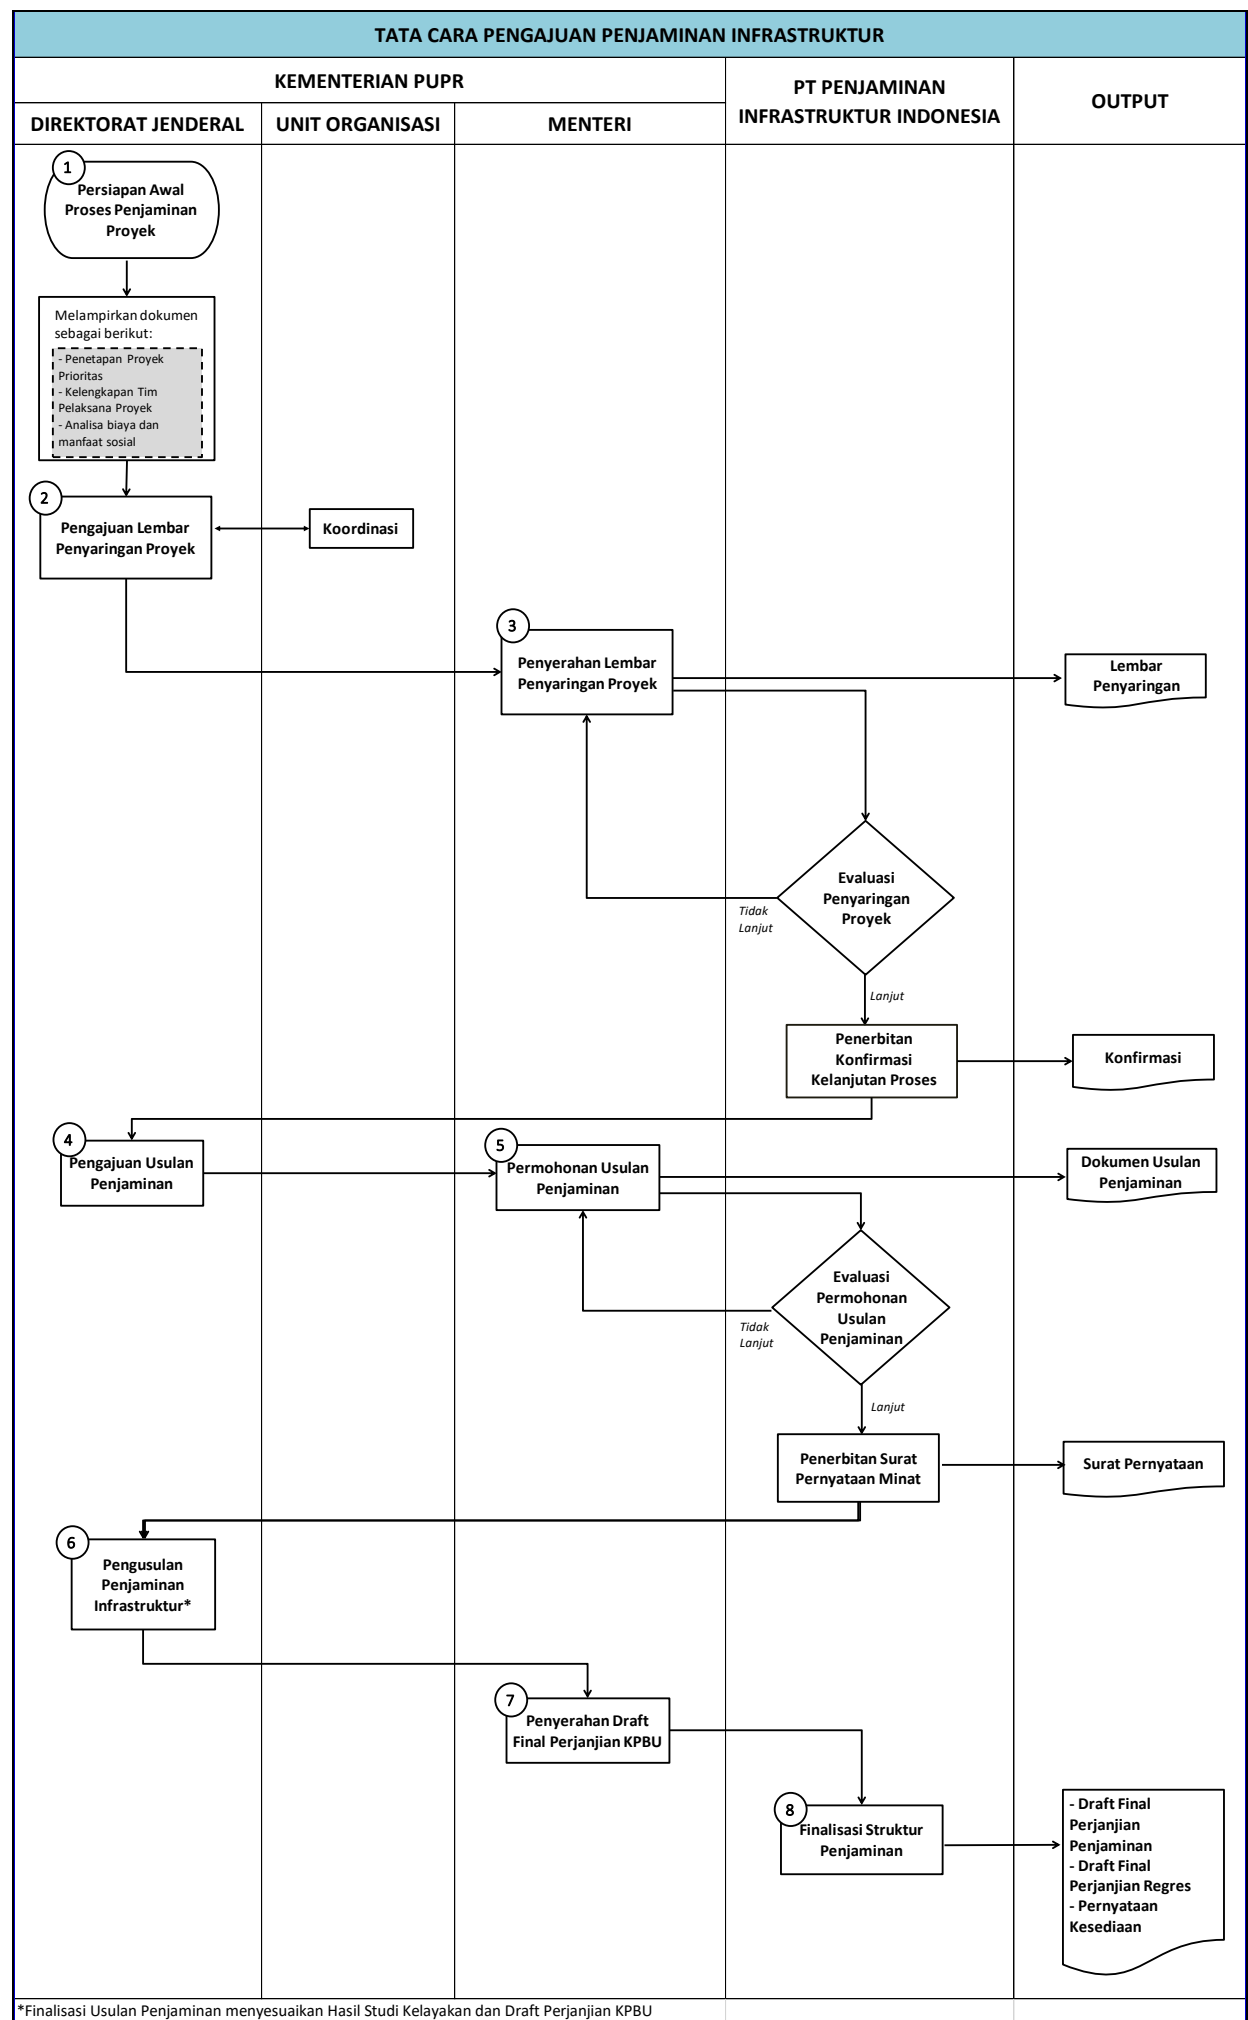 TATA CARA PENGAJUAN PENJAMINAN INFRASTRUKTUR
KEMENTERIAN PUPR
PT PENJAMINAN
INFRASTRUKTUR INDONESIA
OUTPUT
DIREKTORAT JENDERAL
UNIT ORGANISASI
MENTERI
1
Persiapan Awal
Proses Penjaminan
Proyek
Melampirkan dokumen
sebagai berikut:
- Penetapan Proyek
Prioritas
- Kelengkapan Tim
Pelaksana Proyek
- Analisa biaya dan
manfaat sosial
2
Pengajuan Lembar
Penyaringan Proyek
Koordinasi
3
Penyerahan Lembar
Penyaringan Proyek
Lembar
Penyaringan
Evaluasi
Penyaringan
Proyek
Tidak
Lanjut
Lanjut
Penerbitan
Konfirmasi
Kelanjutan Proses
Konfirmasi
4
Pengajuan Usulan
Penjaminan
5
Permohonan Usulan
Penjaminan
Dokumen Usulan
Penjaminan
Evaluasi
Permohonan
Usulan
Penjaminan
Tidak
Lanjut
Lanjut
Penerbitan Surat
Pernyataan Minat
Surat Pernyataan
6
Pengusulan
Penjaminan
Infrastruktur*
7
Penyerahan Draft
Final Perjanjian KPBU
8
Finalisasi Struktur
Penjaminan
- Draft Final
Perjanjian
Penjaminan
- Draft Final
Perjanjian Regres
- Pernyataan
Kesediaan
*Finalisasi Usulan Penjaminan menyesuaikan Hasil Studi Kelayakan dan Draft Perjanjian KPBU